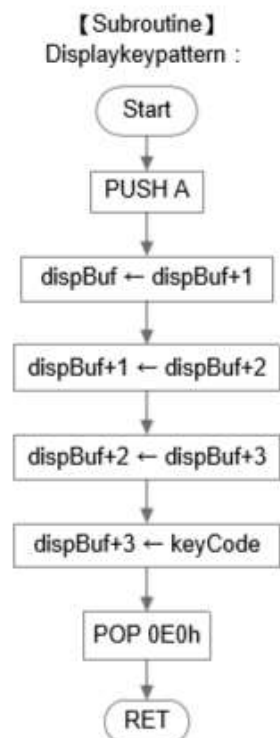 【Subroutine】
Displaykeypattern :
Start
PUSH A
dispBuf ← dispBuf+1
dispBuf+1 ← dispBuf+2
dispBuf+2 ← dispBuf+3
dispBuf+3 ← keyCode
POP 0E0h
RET